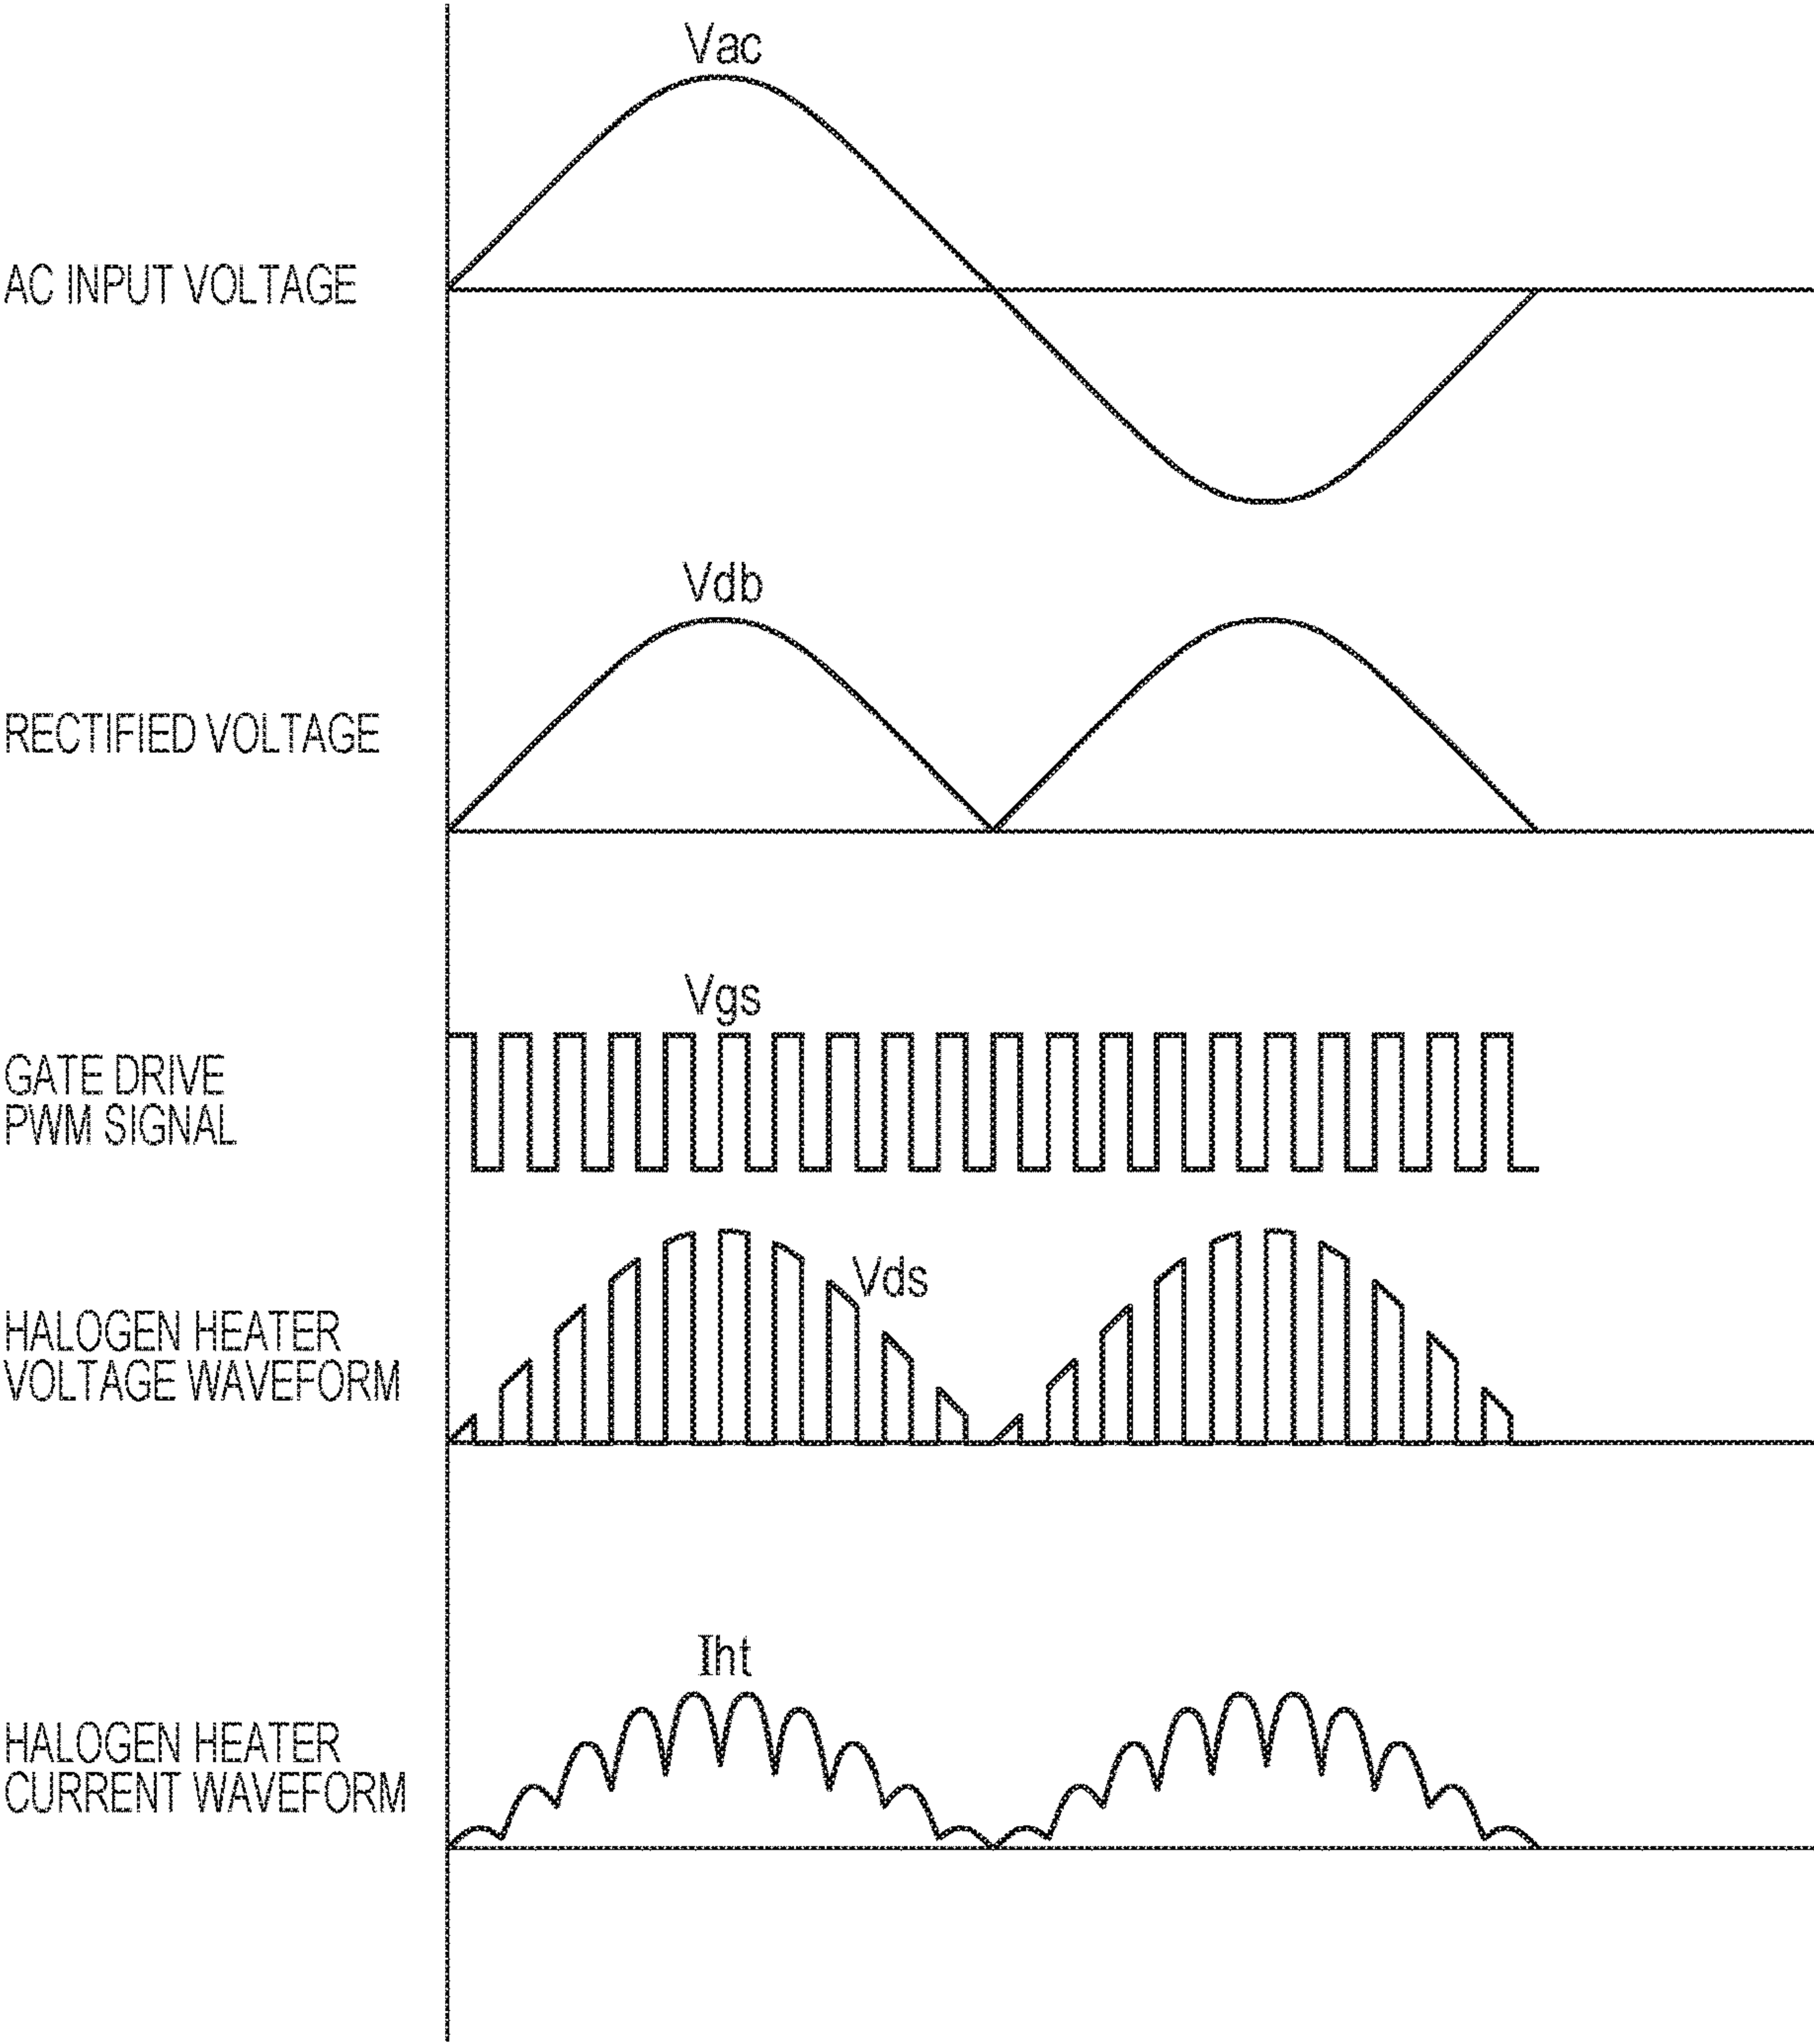 Vac
AC INPUT VOLTAGE
Vdb
RECTIFIED VOLTAGE
Vgs
GATE DRIVE
PWM SIGNAL
Vds
HALOGEN HEATER
VOLTAGE WAVEFORM
Iht
HALOGEN HEATER
CURRENT WAVEFORM